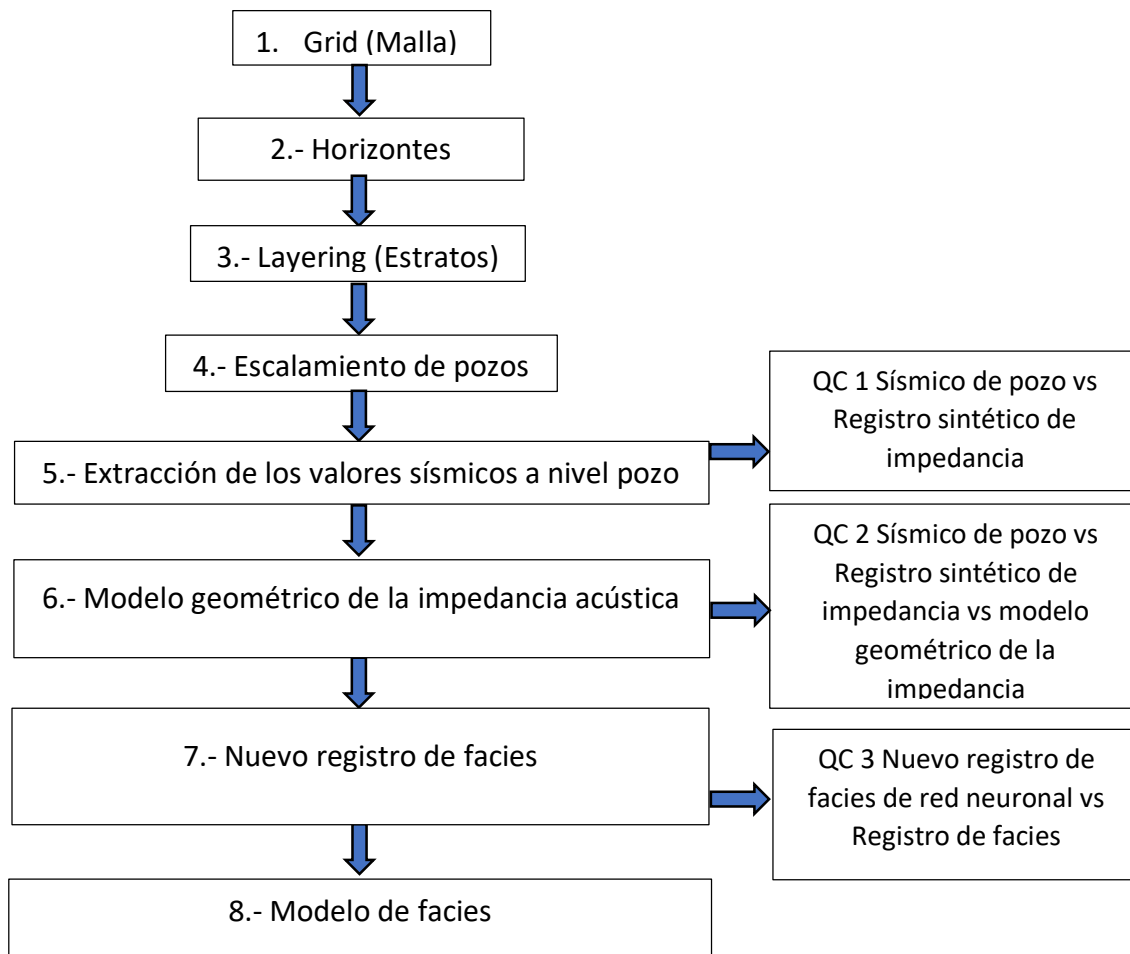 1. Grid (Malla)
2.- Horizontes
3.- Layering (Estratos)
4.- Escalamiento de pozos
5.- Extracción de los valores sísmicos a nivel pozo
QC 1 Sísmico de pozo vs
Registro sintético de
impedancia
6.- Modelo geométrico de la impedancia acústica
QC 2 Sísmico de pozo vs
Registro sintético de
impedancia vs modelo
geométrico de la
impedancia
7.- Nuevo registro de facies
QC 3 Nuevo registro de
facies de red neuronal vs
Registro de facies
8.- Modelo de facies